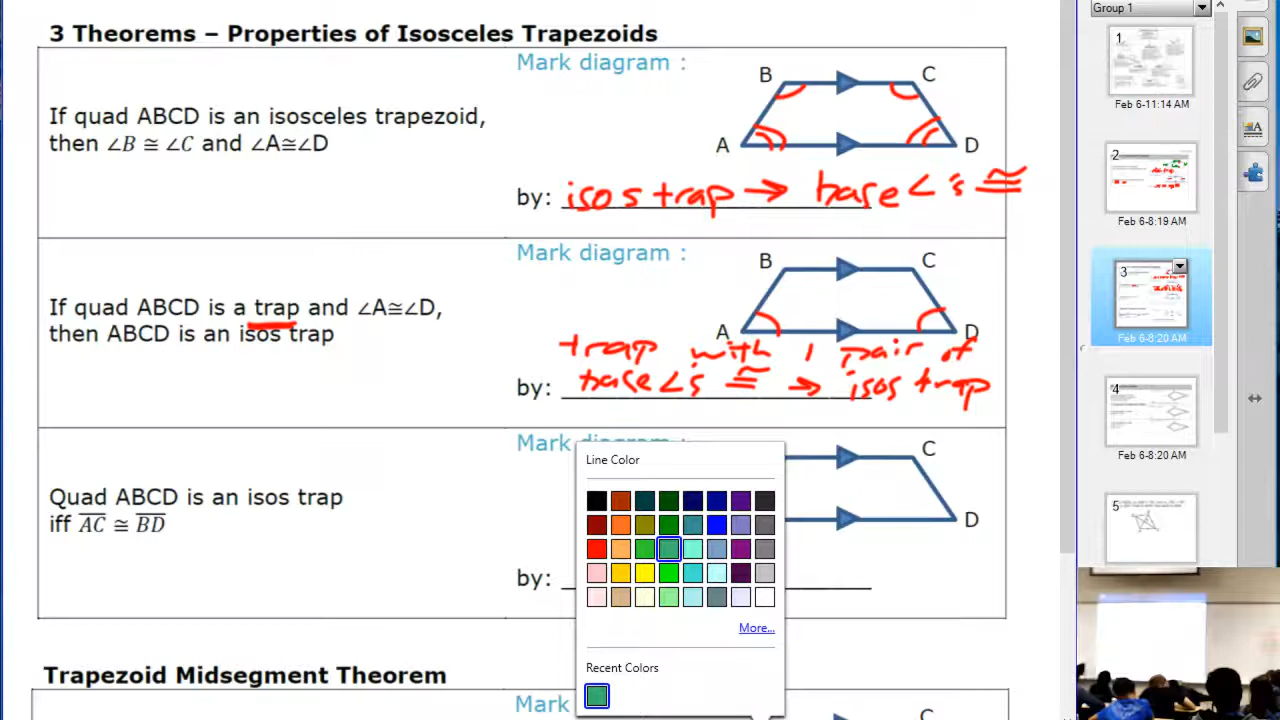 Group 1
3 Theorems – Properties of Isosceles Trapezoids
Mark diagram :
If quad ABCD is an isosceles trapezoid,
then ∠B ≅ ∠C and ∠A≅∠D
B C
A D
by: isos trap → base ∠'s ≅
Mark diagram :
If quad ABCD is a trap and ∠A≅∠D,
then ABCD is an isos trap
B C
A D
trap with 1 pair of
by: base ∠s ≅ → isos trap
Mark diagram :
Quad ABCD is an isos trap
iff AC ≅ BD
C
D
by:
Line Color
More...
Recent Colors
Trapezoid Midsegment Theorem
Mark
C
1
Feb 6-11:14 AM
2
Feb 6-8:19 AM
3
Feb 6-8:20 AM
4
Feb 6-8:20 AM
5